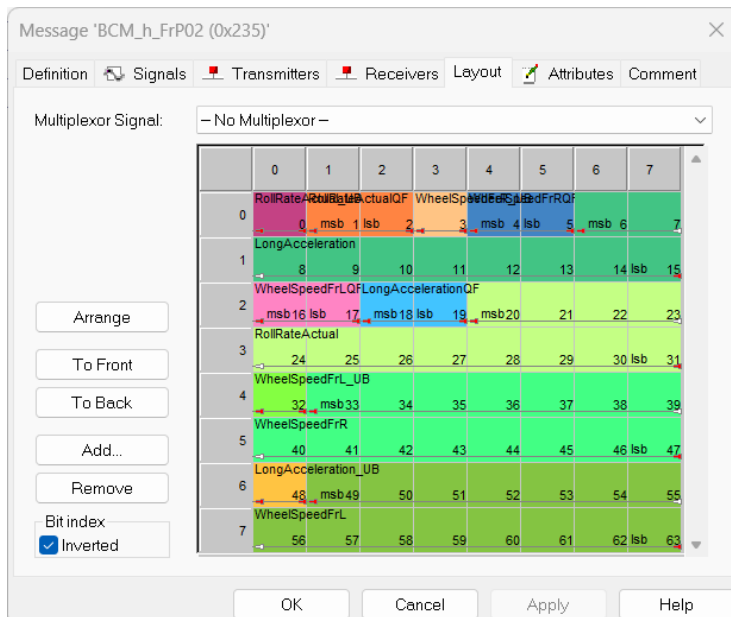 Message 'BCM_h_FrP02 (0x235)'
Definition Signals Transmitters Receivers Layout Attributes Comment
Multiplexor Signal: -- No Multiplexor --
0 1 2 3 4 5 6 7
RollRateActual_UB RollRateActualQF WheelSpeedFrR_UB WheelSpeedFrRQF
0 0 msb 1 lsb 2 3 msb 4 lsb 5 msb 6 7
LongAcceleration
1 8 9 10 11 12 13 14 lsb 15
WheelSpeedFrLQF LongAccelerationQF
2 msb 16 lsb 17 msb 18 lsb 19 msb 20 21 22 23
RollRateActual
3 24 25 26 27 28 29 30 lsb 31
WheelSpeedFrL_UB
4 32 msb 33 34 35 36 37 38 39
WheelSpeedFrR
5 40 41 42 43 44 45 46 lsb 47
LongAcceleration_UB
6 48 msb 49 50 51 52 53 54 55
WheelSpeedFrL
7 56 57 58 59 60 61 62 lsb 63
Arrange
To Front
To Back
Add...
Remove
Bit index
Inverted
OK Cancel Apply Help